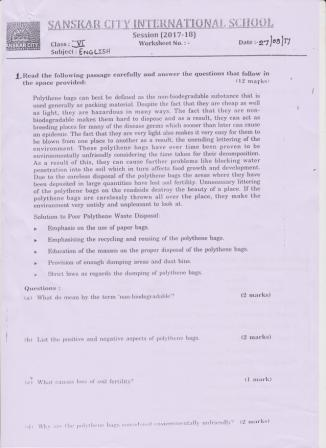 SANSKAR CITY INTERNATIONAL SCHOOL
Session [2017-18]
Class : VI Worksheet No. : - Date :- 27/08/17
Subject : ENGLISH
1. Read the following passage carefully and answer the questions that follow in
the space provided: (12 marks)
Polythene bags can best be defined as the non-biodegradable substance that is
used generally as packing material. Despite the fact that they are cheap as well
as light, they are hazardous in many ways. The fact that they are non-
biodegradable makes them hard to dispose and as a result, they can act as
breeding places for many of the disease germs which sooner than later can cause
an epidemic. The fact that they are very light also makes it very easy for them to
be blown from one place to another as a result, the unending lettering of the
environment. These polythene bags have over time been proven to be
environmentally unfriendly considering the time taken for their decomposition.
As a result of this, they can cause further problems like blocking water
penetration into the soil which in turn affects food growth and development.
Due to the needless disposal of the polythene bags the areas where they have
been deposited in large quantities have lost soil fertility. Unnecessary littering
of the polythene bags on the roadside destroy the beauty of a place. If the
polythene bags are carelessly thrown all over the place, they make the
environment very untidy and unpleasant to look at.
Solution to Poor Polythene Waste Disposal:
Emphasis on the use of paper bags.
Emphasizing the recycling and reusing of the polythene bags.
Education of the masses on the proper disposal of the polythene bags.
Provision of enough dumping areas and dust bins.
Strict laws as regards the dumping of polythene bags.
Questions :
(a) What do mean by the term 'non-biodegradable'? (2 marks)
(b) List the positive and negative aspects of polythene bags. (2 marks)
(c) What causes loss of soil fertility? (1 mark)
(d) Why are the polythene bags considered environmentally unfriendly? (2 marks)